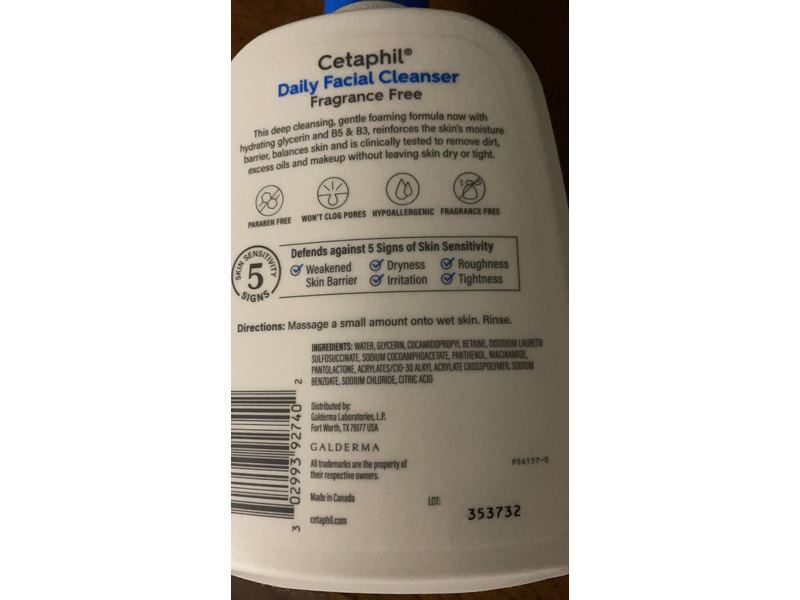 Cetaphil®
Daily Facial Cleanser
Fragrance Free
This deep cleansing, gentle foaming formula now with
hydrating glycerin and B5 & B3, reinforces the skin's moisture
barrier, balances skin and is clinically tested to remove dirt,
excess oils and makeup without leaving skin dry or tight.
PARABEN FREE
WON'T CLOG PORES
HYPOALLERGENIC
FRAGRANCE FREE
SKIN SENSITIVITY
5
SIGNS
Defends against 5 Signs of Skin Sensitivity
Weakened Skin Barrier
Dryness
Irritation
Roughness
Tightness
Directions: Massage a small amount onto wet skin. Rinse.
INGREDIENTS: WATER, GLYCERIN, COCAMIDOPROPYL BETAINE, DISODIUM LAURETH
SULFOSUCCINATE, SODIUM COCOAMPHOACETATE, PANTHENOL, NIACINAMIDE,
PANTOLACTONE, ACRYLATES/C10-30 ALKYL ACRYLATE CROSSPOLYMER, SODIUM
BENZOATE, SODIUM CHLORIDE, CITRIC ACID
3 02993 92740 2
Distributed by:
Galderma Laboratories, L.P.
Fort Worth, TX 76177 USA
GALDERMA
All trademarks are the property of
their respective owners.
P56157-0
Made in Canada
LOT:
353732
cetaphil.com